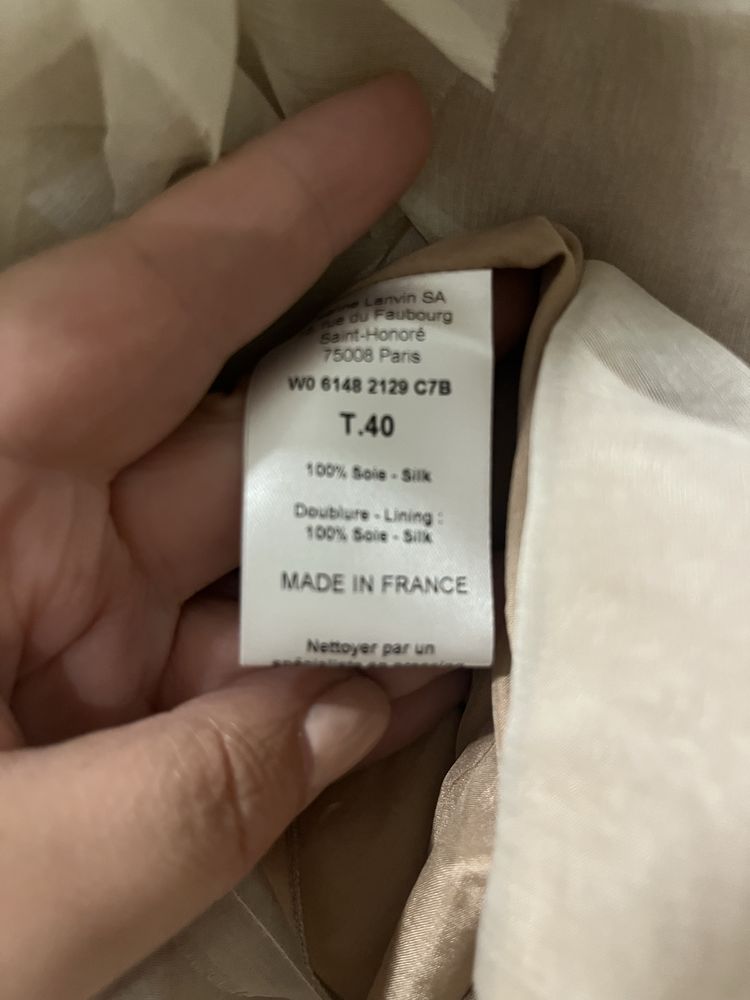 Lanvin SA
rue du Faubourg
Saint-Honoré
75008 Paris
W0 6148 2129 C7B
T.40
100% Soie - Silk
Doublure - Lining :
100% Soie - Silk
MADE IN FRANCE
Nettoyer par un